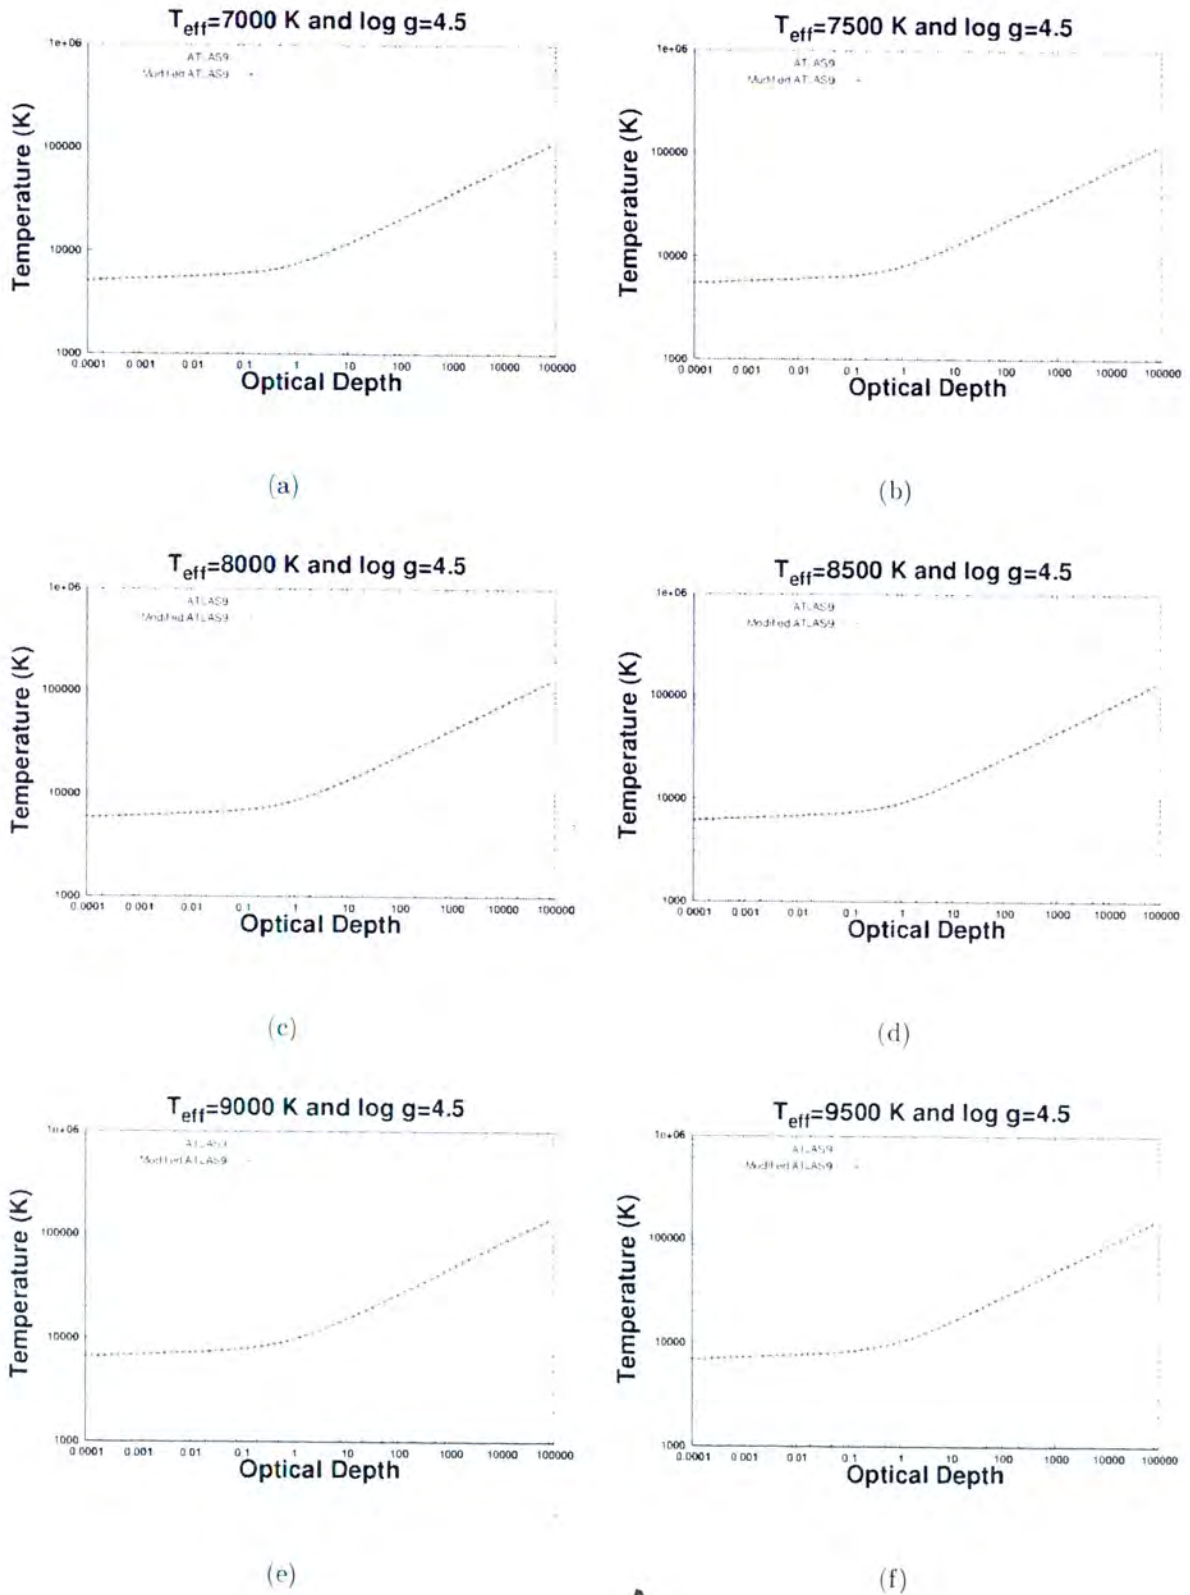 T_eff=7000 K and log g=4.5
1e+06
ATLAS9
Modified ATLAS9
100000
10000
1000
Temperature (K)
0.0001 0.001 0.01 0.1 1 10 100 1000 10000 100000
Optical Depth
(a)
T_eff=7500 K and log g=4.5
1e+06
ATLAS9
Modified ATLAS9
100000
10000
1000
Temperature (K)
0.0001 0.001 0.01 0.1 1 10 100 1000 10000 100000
Optical Depth
(b)
T_eff=8000 K and log g=4.5
1e+06
ATLAS9
Modified ATLAS9
100000
10000
1000
Temperature (K)
0.0001 0.001 0.01 0.1 1 10 100 1000 10000 100000
Optical Depth
(c)
T_eff=8500 K and log g=4.5
1e+06
ATLAS9
Modified ATLAS9
100000
10000
1000
Temperature (K)
0.0001 0.001 0.01 0.1 1 10 100 1000 10000 100000
Optical Depth
(d)
T_eff=9000 K and log g=4.5
1e+06
ATLAS9
Modified ATLAS9
100000
10000
1000
Temperature (K)
0.0001 0.001 0.01 0.1 1 10 100 1000 10000 100000
Optical Depth
(e)
T_eff=9500 K and log g=4.5
1e+06
ATLAS9
Modified ATLAS9
100000
10000
1000
Temperature (K)
0.0001 0.001 0.01 0.1 1 10 100 1000 10000 100000
Optical Depth
(f)